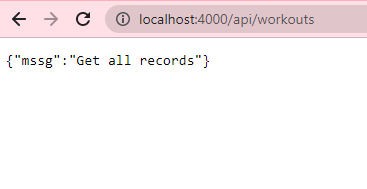 localhost:4000/api/workouts
{"mssg":"Get all records"}